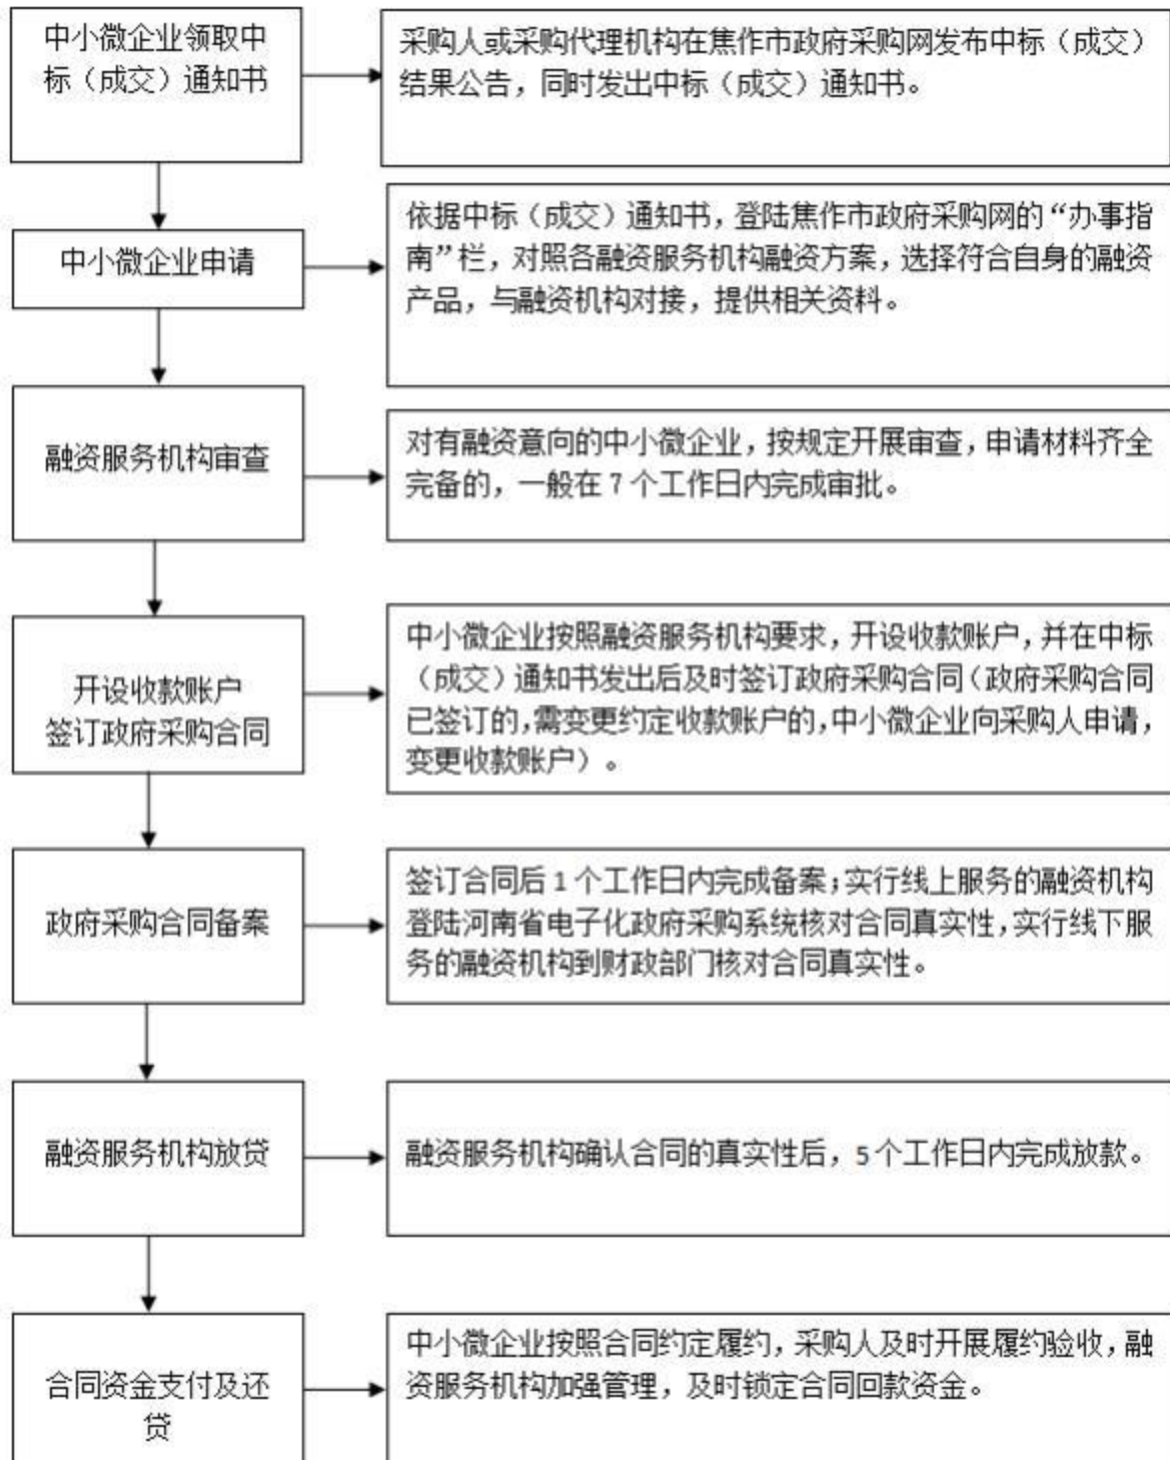 中小微企业领取中
标（成交）通知书
采购人或采购代理机构在焦作市政府采购网发布中标（成交）
结果公告，同时发出中标（成交）通知书。
中小微企业申请
依据中标（成交）通知书，登陆焦作市政府采购网的“办事指
南”栏，对照各融资服务机构融资方案，选择符合自身的融资
产品，与融资机构对接，提供相关资料。
融资服务机构审查
对有融资意向的中小微企业，按规定开展审查，申请材料齐全
完备的，一般在 7 个工作日内完成审批。
开设收款账户
签订政府采购合同
中小微企业按照融资服务机构要求，开设收款账户，并在中标
（成交）通知书发出后及时签订政府采购合同（政府采购合同
已签订的，需变更约定收款账户的，中小微企业向采购人申请，
变更收款账户）。
政府采购合同备案
签订合同后 1 个工作日内完成备案；实行线上服务的融资机构
登陆河南省电子化政府采购系统核对合同真实性，实行线下服
务的融资机构到财政部门核对合同真实性。
融资服务机构放贷
融资服务机构确认合同的真实性后，5 个工作日内完成放款。
合同资金支付及还
贷
中小微企业按照合同约定履约，采购人及时开展履约验收，融
资服务机构加强管理，及时锁定合同回款资金。